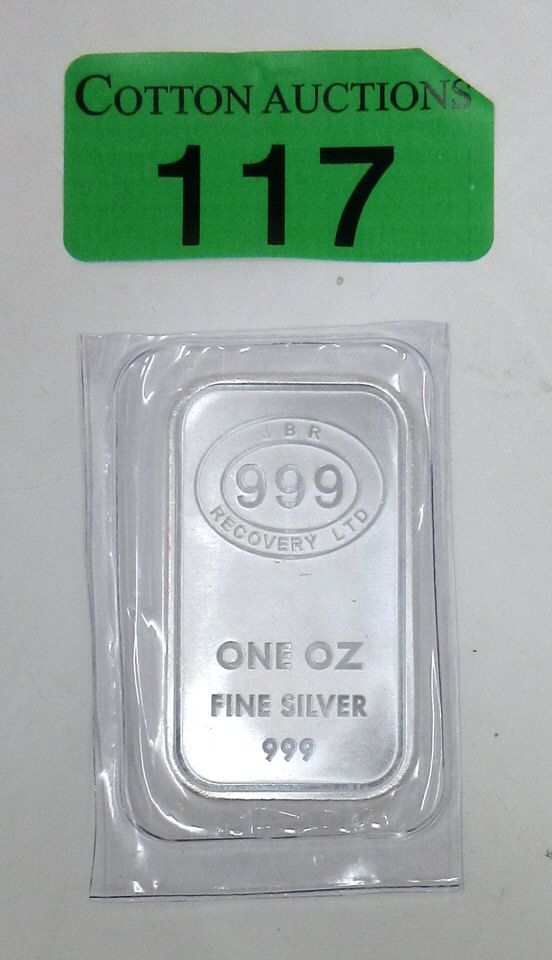 COTTON AUCTIONS
117
JBR
999
RECOVERY LTD
ONE OZ
FINE SILVER
999